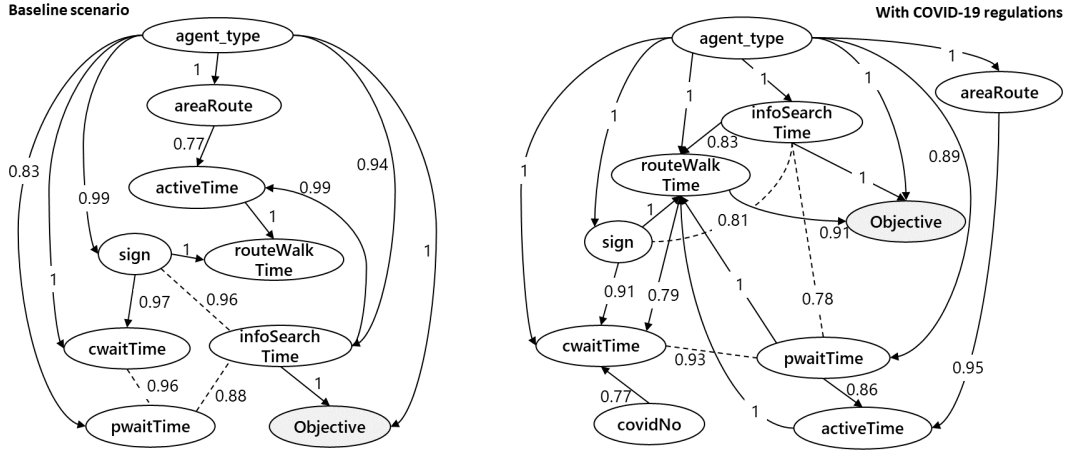 Baseline scenario
agent_type
1
areaRoute
0.77
0.83
activeTime
0.99
0.94
0.99
1
sign
1
routeWalk
Time
1
1
0.97
0.96
cwaitTime
infoSearch
Time
0.96
0.88
1
pwaitTime
Objective
With COVID-19 regulations
agent_type
1
1
1
areaRoute
1
infoSearch
Time
1
0.83
0.89
1
routeWalk
Time
1
1
0.81
Objective
0.91
sign
0.91
0.79
1
0.78
cwaitTime
0.93
pwaitTime
0.95
0.77
0.86
covidNo
1
activeTime